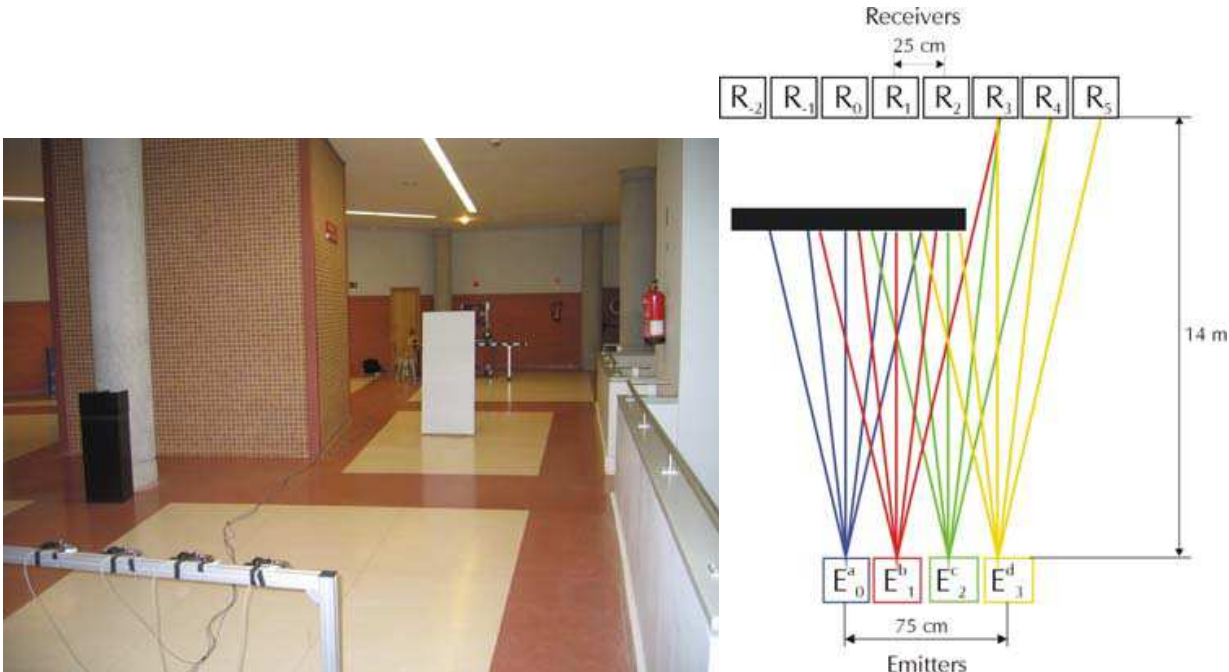 Receivers
25 cm
R-2 R-1 R0 R1 R2 R3 R4 R5
14 m
Ea0 Eb1 Ec2 Ed3
75 cm
Emitters